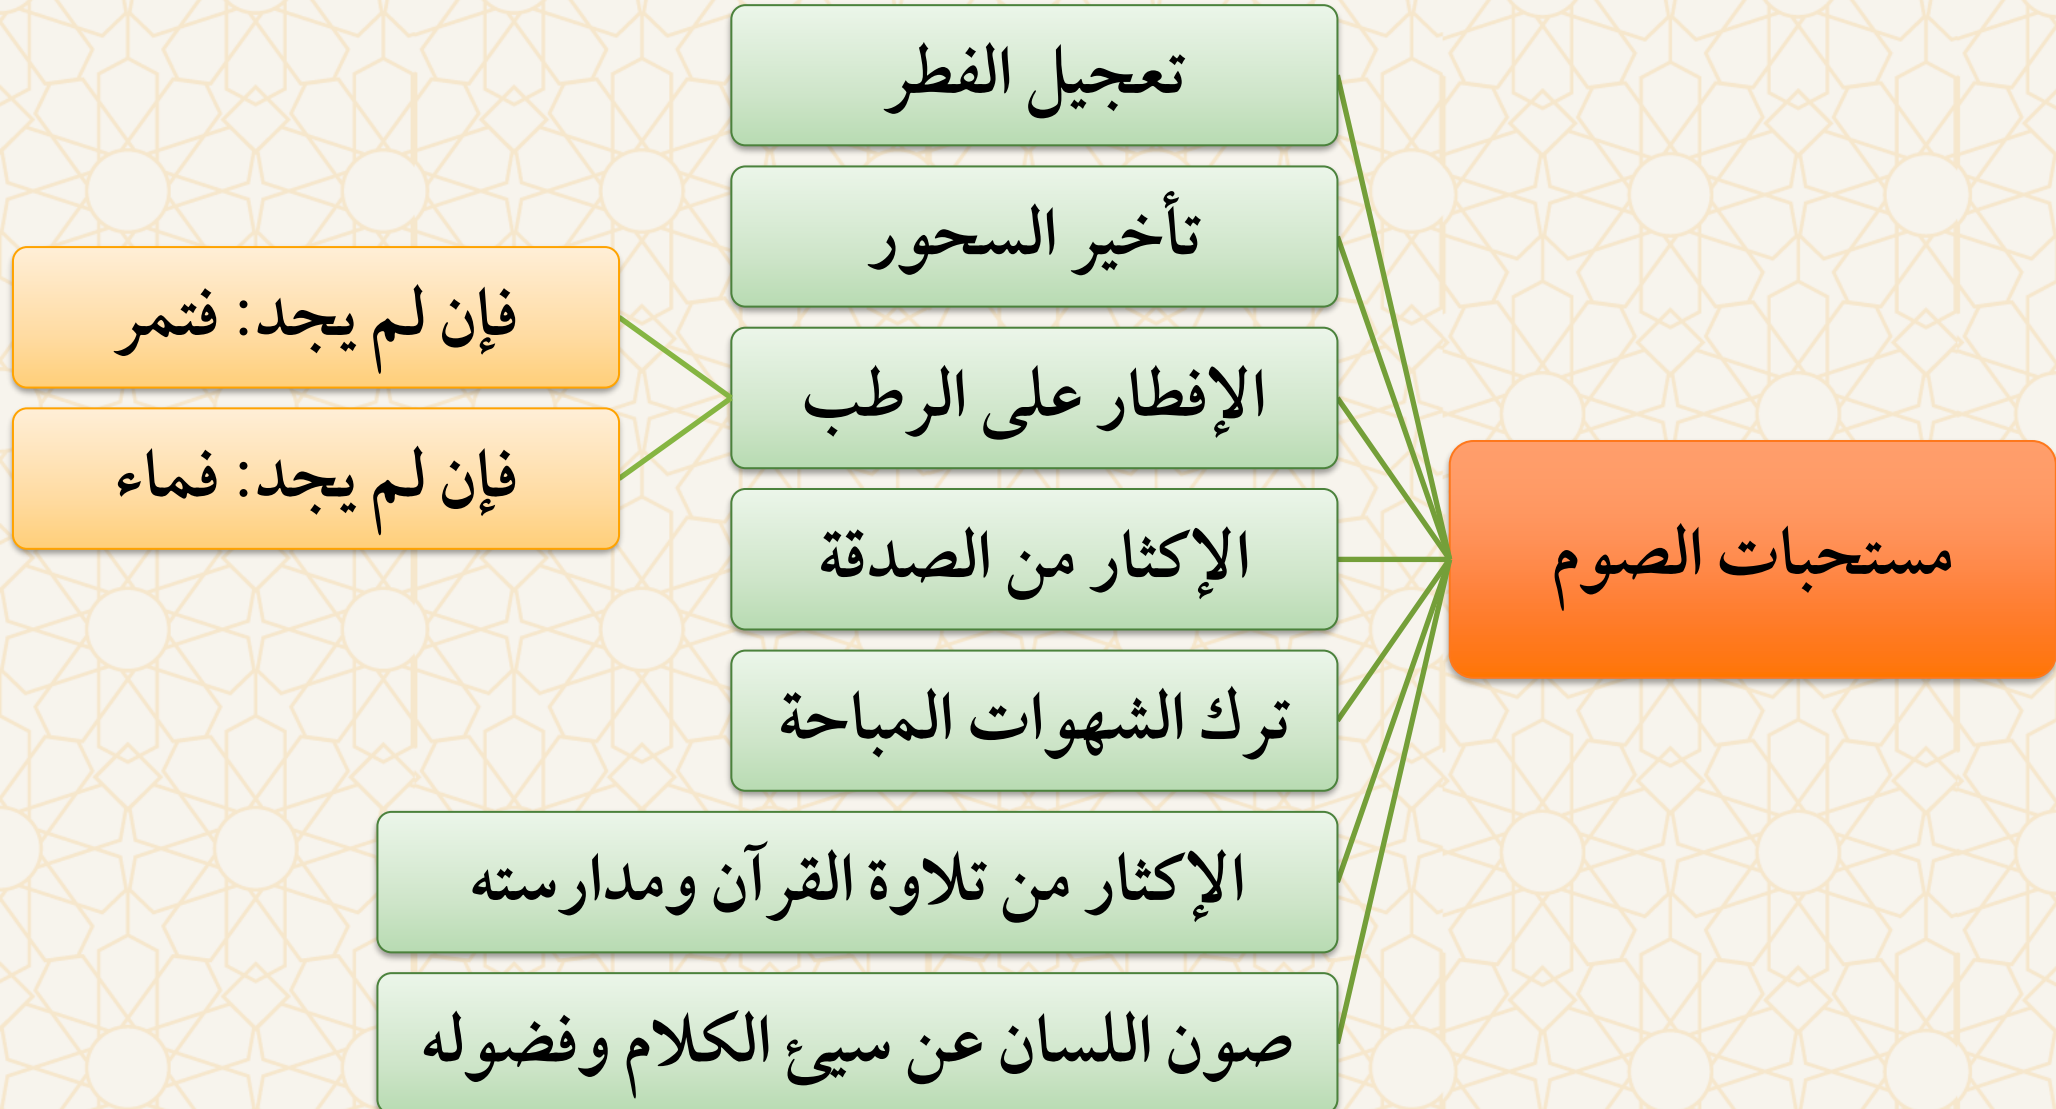 مستحبات الصوم
تعجيل الفطر
تأخير السحور
الإفطار على الرطب
فإن لم يجد: فتمر
فإن لم يجد: فماء
الإكثار من الصدقة
ترك الشهوات المباحة
الإكثار من تلاوة القرآن ومدارسته
صون اللسان عن سيئ الكلام وفضوله